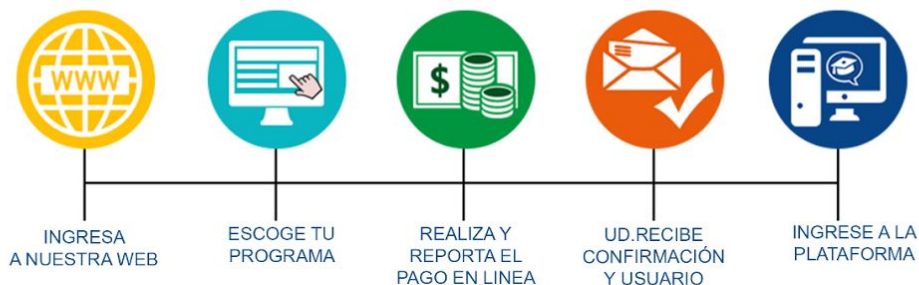 WWW
$
INGRESA
A NUESTRA WEB
ESCOGE TU
PROGRAMA
REALIZA Y
REPORTA EL
PAGO EN LINEA
UD.RECIBE
CONFIRMACIÓN
Y USUARIO
INGRESE A LA
PLATAFORMA